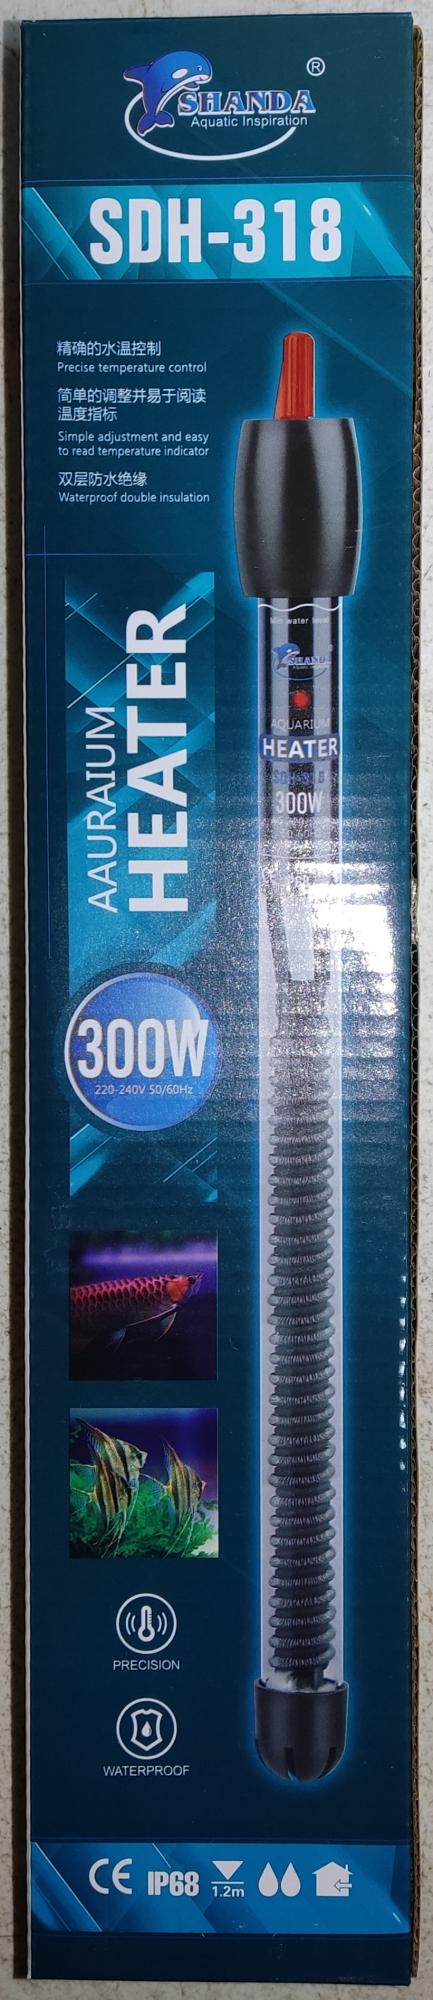 SHANDA ®
Aquatic Inspiration
SDH-318
精确的水温控制
Precise temperature control
简单的调整并易于阅读
温度指标
Simple adjustment and easy
to read temperature indicator
双层防水绝缘
Waterproof double insulation
AAURAIUM
HEATER
Min water level
SHANDA
AQUARIUM
HEATER
SDH-318
300W
300W
220-240V 50/60Hz
PRECISION
WATERPROOF
CE IP68 1.2m